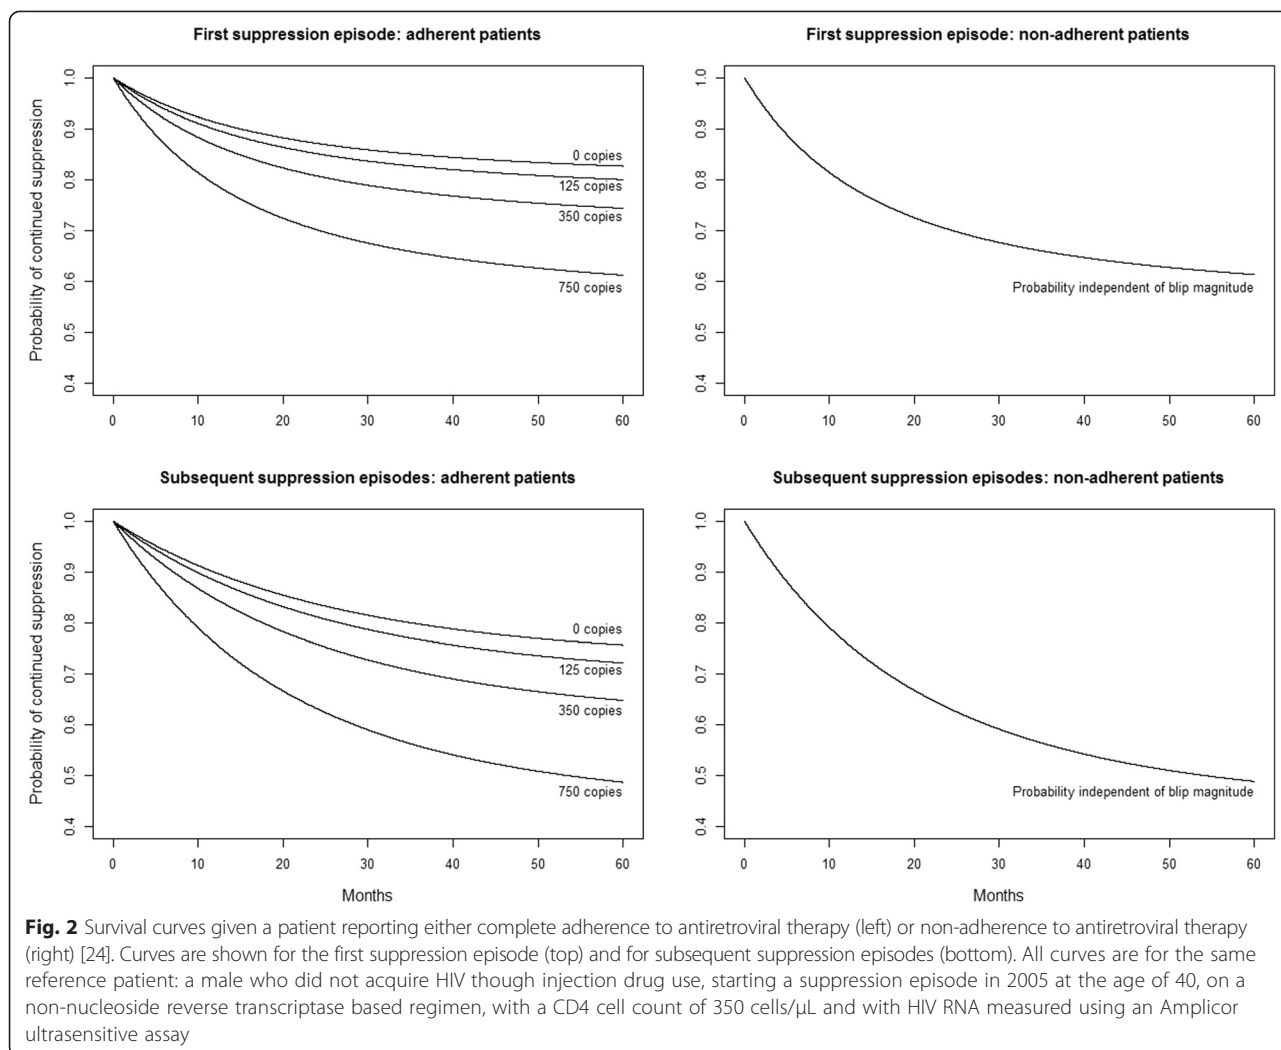 First suppression episode: adherent patients
Probability of continued suppression
1.0
0.9
0.8
0.7
0.6
0.5
0.4
0 copies
125 copies
350 copies
750 copies
0 10 20 30 40 50 60
First suppression episode: non-adherent patients
1.0
0.9
0.8
0.7
0.6
0.5
0.4
Probability independent of blip magnitude
0 10 20 30 40 50 60
Subsequent suppression episodes: adherent patients
Probability of continued suppression
1.0
0.9
0.8
0.7
0.6
0.5
0.4
0 copies
125 copies
350 copies
750 copies
0 10 20 30 40 50 60
Months
Subsequent suppression episodes: non-adherent patients
1.0
0.9
0.8
0.7
0.6
0.5
0.4
Probability independent of blip magnitude
0 10 20 30 40 50 60
Months
Fig. 2 Survival curves given a patient reporting either complete adherence to antiretroviral therapy (left) or non-adherence to antiretroviral therapy
(right) [24]. Curves are shown for the first suppression episode (top) and for subsequent suppression episodes (bottom). All curves are for the same
reference patient: a male who did not acquire HIV though injection drug use, starting a suppression episode in 2005 at the age of 40, on a
non-nucleoside reverse transcriptase based regimen, with a CD4 cell count of 350 cells/μL and with HIV RNA measured using an Amplicor
ultrasensitive assay